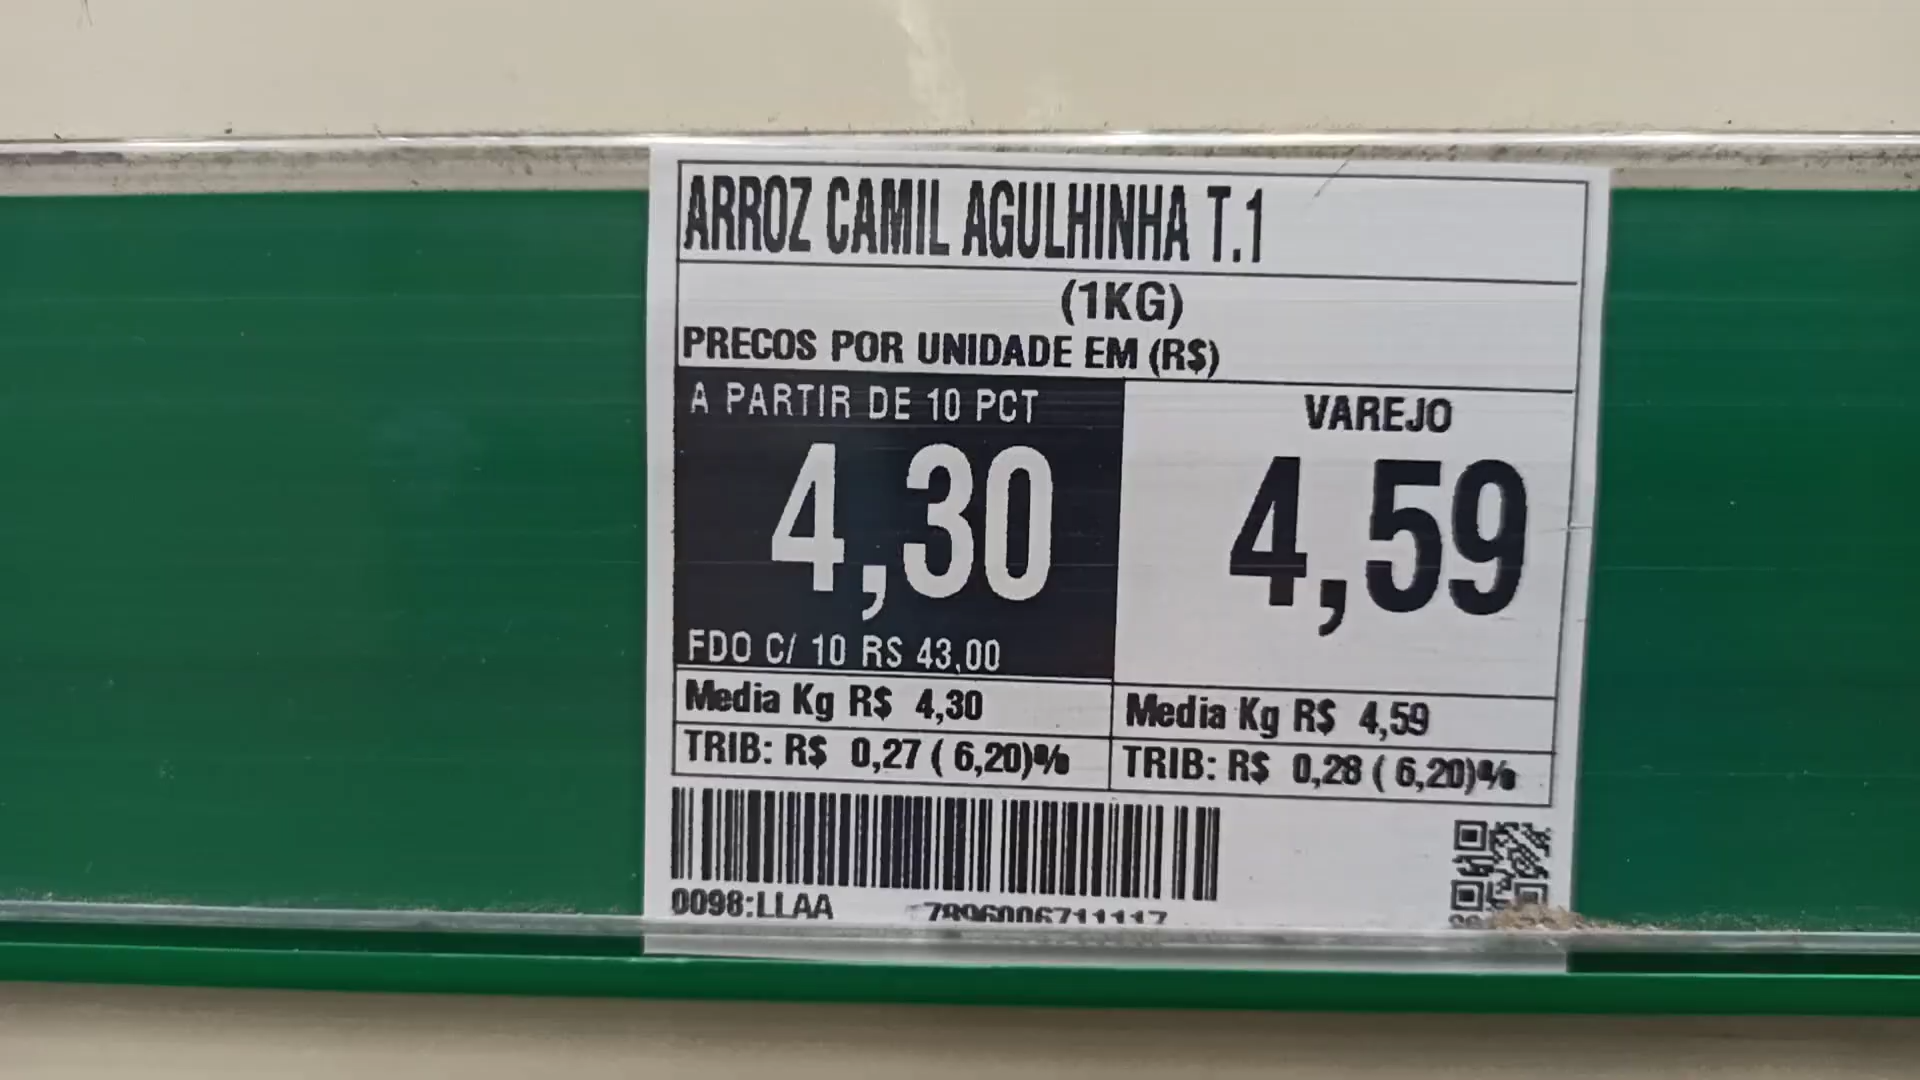 ARROZ CAMIL AGULHINHA T.1
(1KG)
PRECOS POR UNIDADE EM (R$)
A PARTIR DE 10 PCT
4,30
FDO C/ 10 RS 43,00
VAREJO
4,59
Media Kg R$ 4,30
Media Kg R$ 4,59
TRIB: R$ 0,27 ( 6,20)%
TRIB: R$ 0,28 ( 6,20)%
0098:LLAA
7896006711117